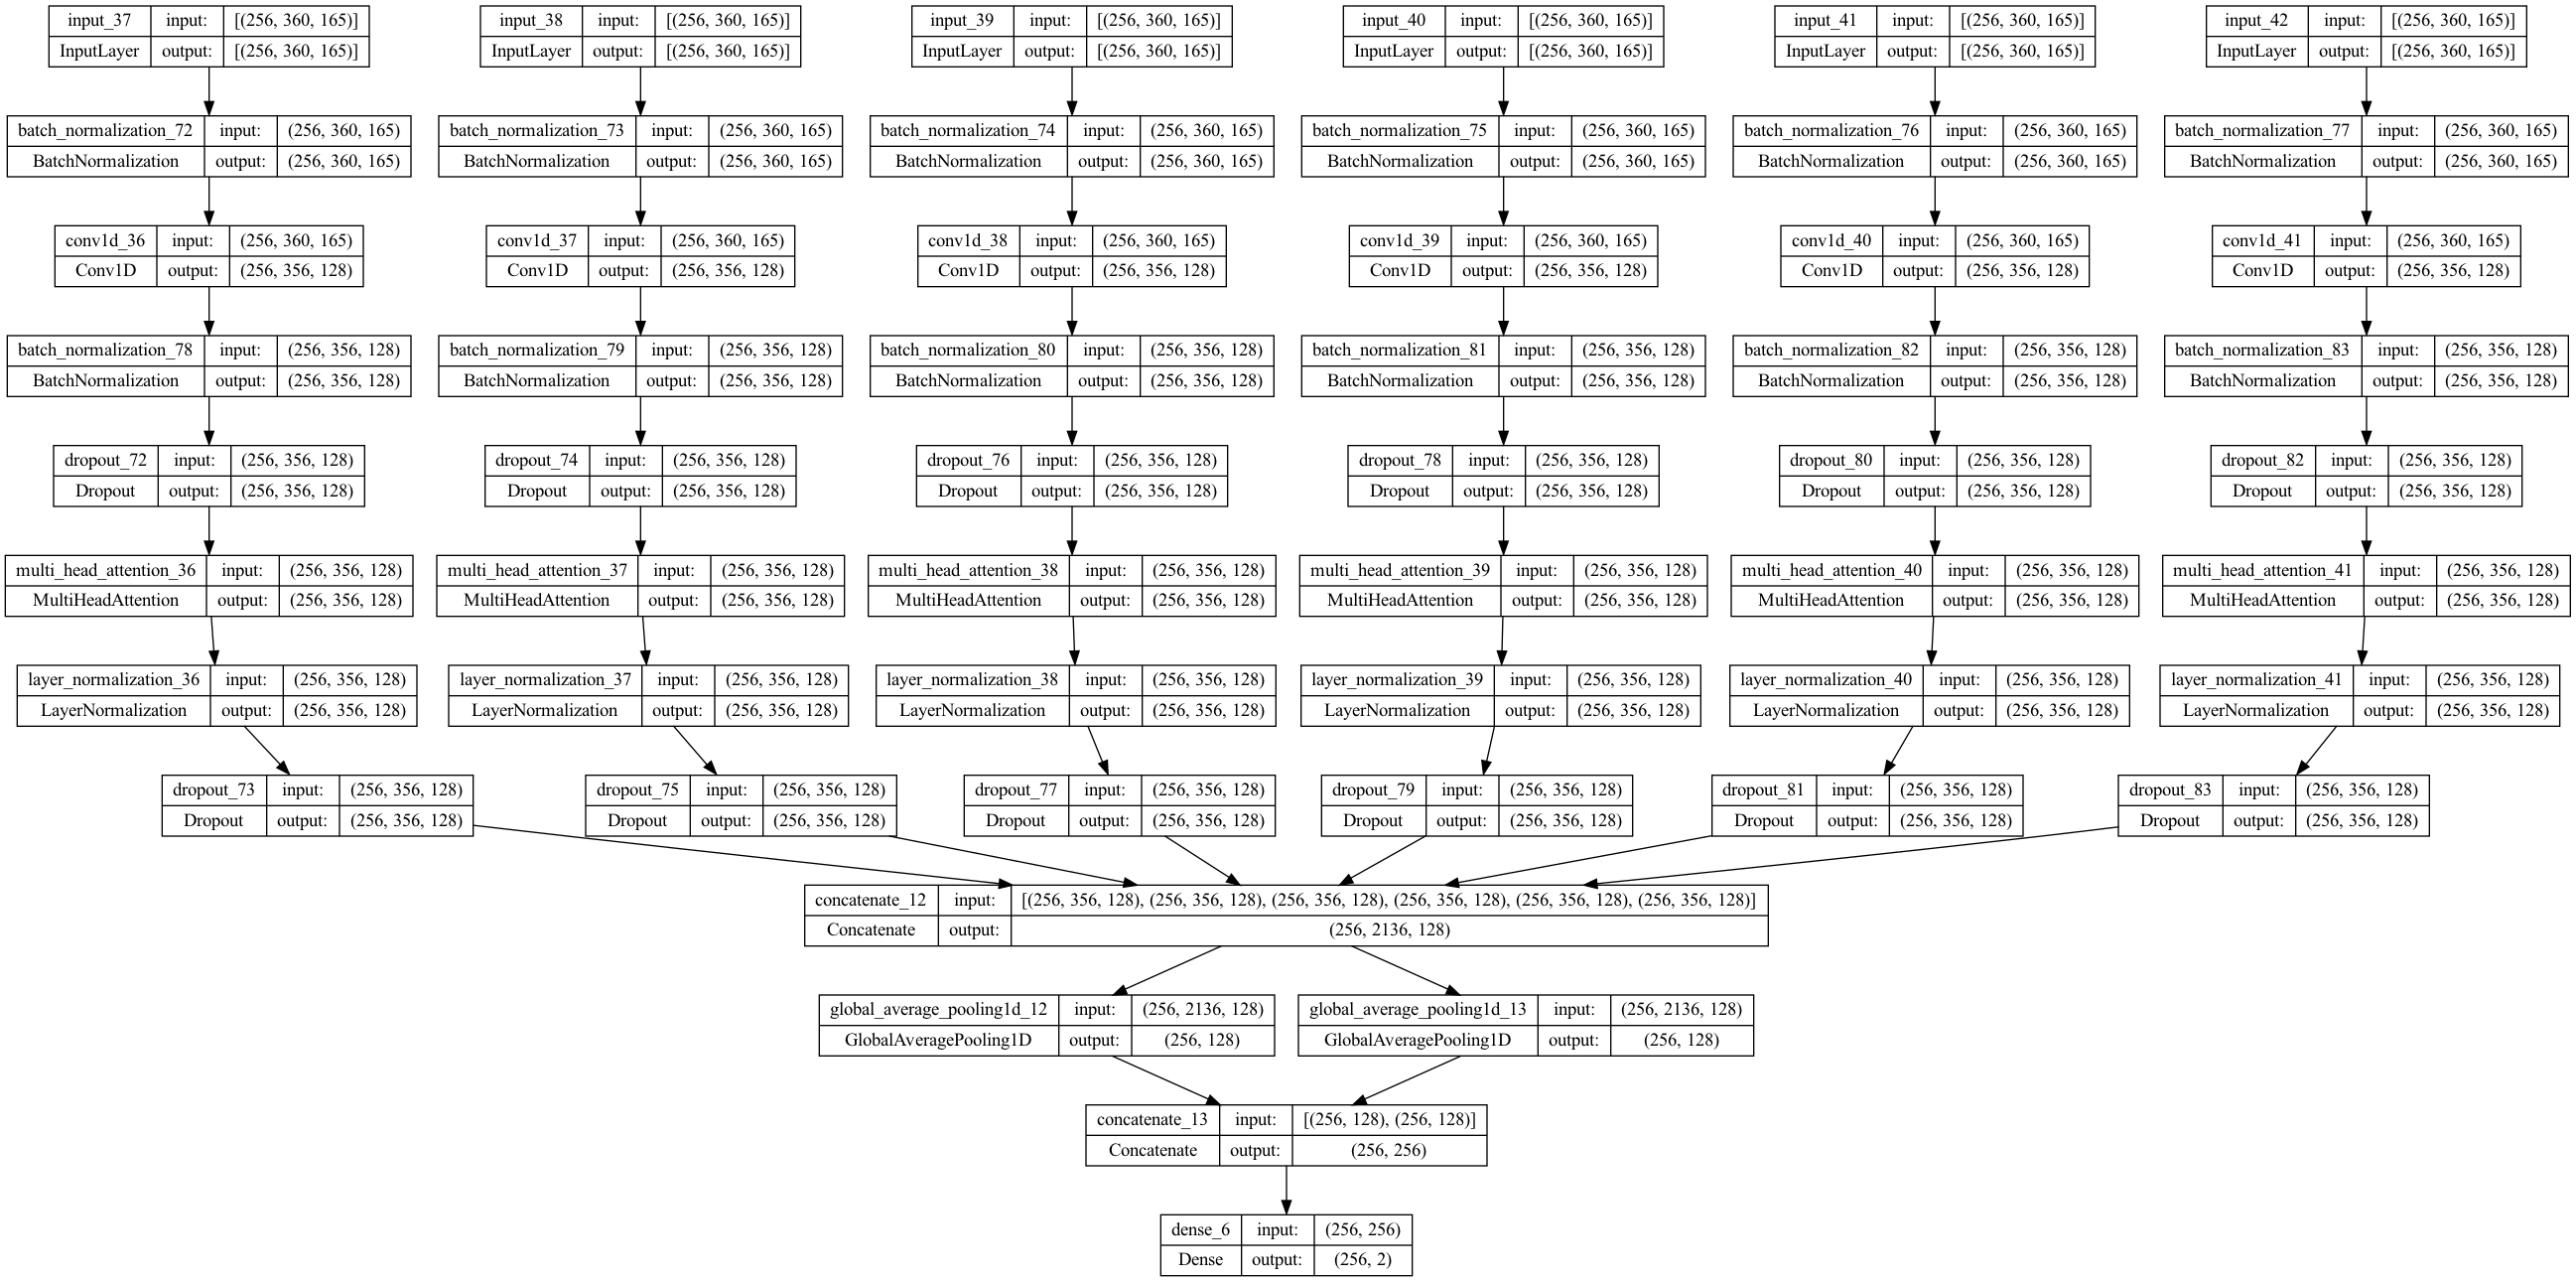 input_37 input: [(256, 360, 165)] input_38 input: [(256, 360, 165)] input_39 input: [(256, 360, 165)] input_40 input: [(256, 360, 165)] input_41 input: [(256, 360, 165)] input_42 input: [(256, 360, 165)]
InputLayer output: [(256, 360, 165)] InputLayer output: [(256, 360, 165)] InputLayer output: [(256, 360, 165)] InputLayer output: [(256, 360, 165)] InputLayer output: [(256, 360, 165)] InputLayer output: [(256, 360, 165)]
batch_normalization_72 input: (256, 360, 165) batch_normalization_73 input: (256, 360, 165) batch_normalization_74 input: (256, 360, 165) batch_normalization_75 input: (256, 360, 165) batch_normalization_76 input: (256, 360, 165) batch_normalization_77 input: (256, 360, 165)
BatchNormalization output: (256, 360, 165) BatchNormalization output: (256, 360, 165) BatchNormalization output: (256, 360, 165) BatchNormalization output: (256, 360, 165) BatchNormalization output: (256, 360, 165) BatchNormalization output: (256, 360, 165)
conv1d_36 input: (256, 360, 165) conv1d_37 input: (256, 360, 165) conv1d_38 input: (256, 360, 165) conv1d_39 input: (256, 360, 165) conv1d_40 input: (256, 360, 165) conv1d_41 input: (256, 360, 165)
Conv1D output: (256, 356, 128) Conv1D output: (256, 356, 128) Conv1D output: (256, 356, 128) Conv1D output: (256, 356, 128) Conv1D output: (256, 356, 128) Conv1D output: (256, 356, 128)
batch_normalization_78 input: (256, 356, 128) batch_normalization_79 input: (256, 356, 128) batch_normalization_80 input: (256, 356, 128) batch_normalization_81 input: (256, 356, 128) batch_normalization_82 input: (256, 356, 128) batch_normalization_83 input: (256, 356, 128)
BatchNormalization output: (256, 356, 128) BatchNormalization output: (256, 356, 128) BatchNormalization output: (256, 356, 128) BatchNormalization output: (256, 356, 128) BatchNormalization output: (256, 356, 128) BatchNormalization output: (256, 356, 128)
dropout_72 input: (256, 356, 128) dropout_74 input: (256, 356, 128) dropout_76 input: (256, 356, 128) dropout_78 input: (256, 356, 128) dropout_80 input: (256, 356, 128) dropout_82 input: (256, 356, 128)
Dropout output: (256, 356, 128) Dropout output: (256, 356, 128) Dropout output: (256, 356, 128) Dropout output: (256, 356, 128) Dropout output: (256, 356, 128) Dropout output: (256, 356, 128)
multi_head_attention_36 input: (256, 356, 128) multi_head_attention_37 input: (256, 356, 128) multi_head_attention_38 input: (256, 356, 128) multi_head_attention_39 input: (256, 356, 128) multi_head_attention_40 input: (256, 356, 128) multi_head_attention_41 input: (256, 356, 128)
MultiHeadAttention output: (256, 356, 128) MultiHeadAttention output: (256, 356, 128) MultiHeadAttention output: (256, 356, 128) MultiHeadAttention output: (256, 356, 128) MultiHeadAttention output: (256, 356, 128) MultiHeadAttention output: (256, 356, 128)
layer_normalization_36 input: (256, 356, 128) layer_normalization_37 input: (256, 356, 128) layer_normalization_38 input: (256, 356, 128) layer_normalization_39 input: (256, 356, 128) layer_normalization_40 input: (256, 356, 128) layer_normalization_41 input: (256, 356, 128)
LayerNormalization output: (256, 356, 128) LayerNormalization output: (256, 356, 128) LayerNormalization output: (256, 356, 128) LayerNormalization output: (256, 356, 128) LayerNormalization output: (256, 356, 128) LayerNormalization output: (256, 356, 128)
dropout_73 input: (256, 356, 128) dropout_75 input: (256, 356, 128) dropout_77 input: (256, 356, 128) dropout_79 input: (256, 356, 128) dropout_81 input: (256, 356, 128) dropout_83 input: (256, 356, 128)
Dropout output: (256, 356, 128) Dropout output: (256, 356, 128) Dropout output: (256, 356, 128) Dropout output: (256, 356, 128) Dropout output: (256, 356, 128) Dropout output: (256, 356, 128)
concatenate_12 input: [(256, 356, 128), (256, 356, 128), (256, 356, 128), (256, 356, 128), (256, 356, 128), (256, 356, 128)]
Concatenate output: (256, 2136, 128)
global_average_pooling1d_12 input: (256, 2136, 128) global_average_pooling1d_13 input: (256, 2136, 128)
GlobalAveragePooling1D output: (256, 128) GlobalAveragePooling1D output: (256, 128)
concatenate_13 input: [(256, 128), (256, 128)]
Concatenate output: (256, 256)
dense_6 input: (256, 256)
Dense output: (256, 2)